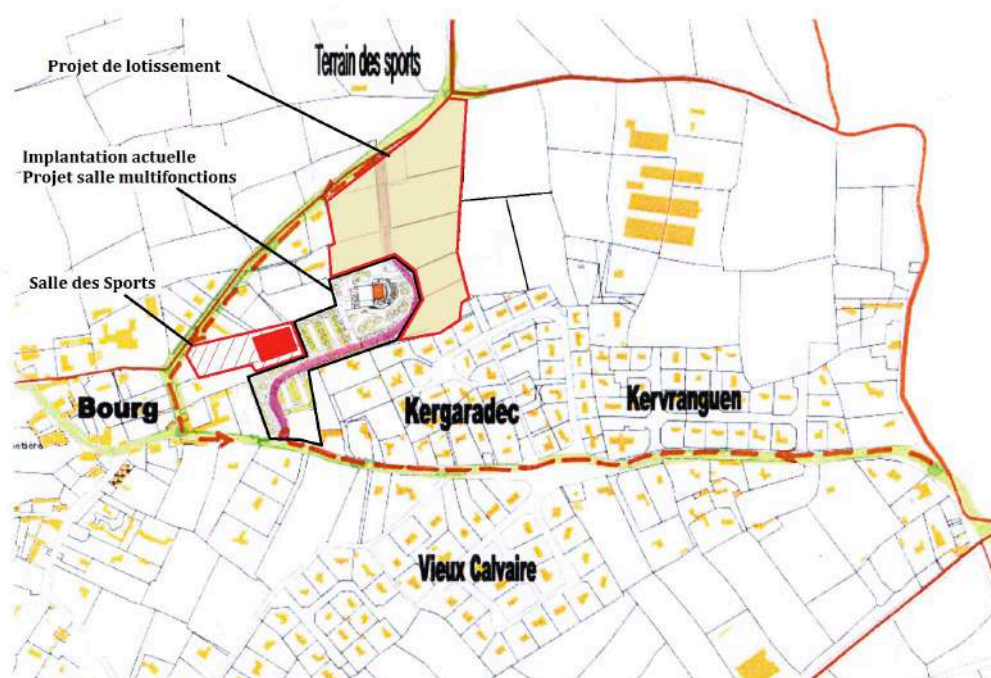 Terrain des sports
Projet de lotissement
Implantation actuelle
Projet salle multifonctions
Salle des Sports
Bourg
Kergaradec
Kervranguen
Vieux Calvaire